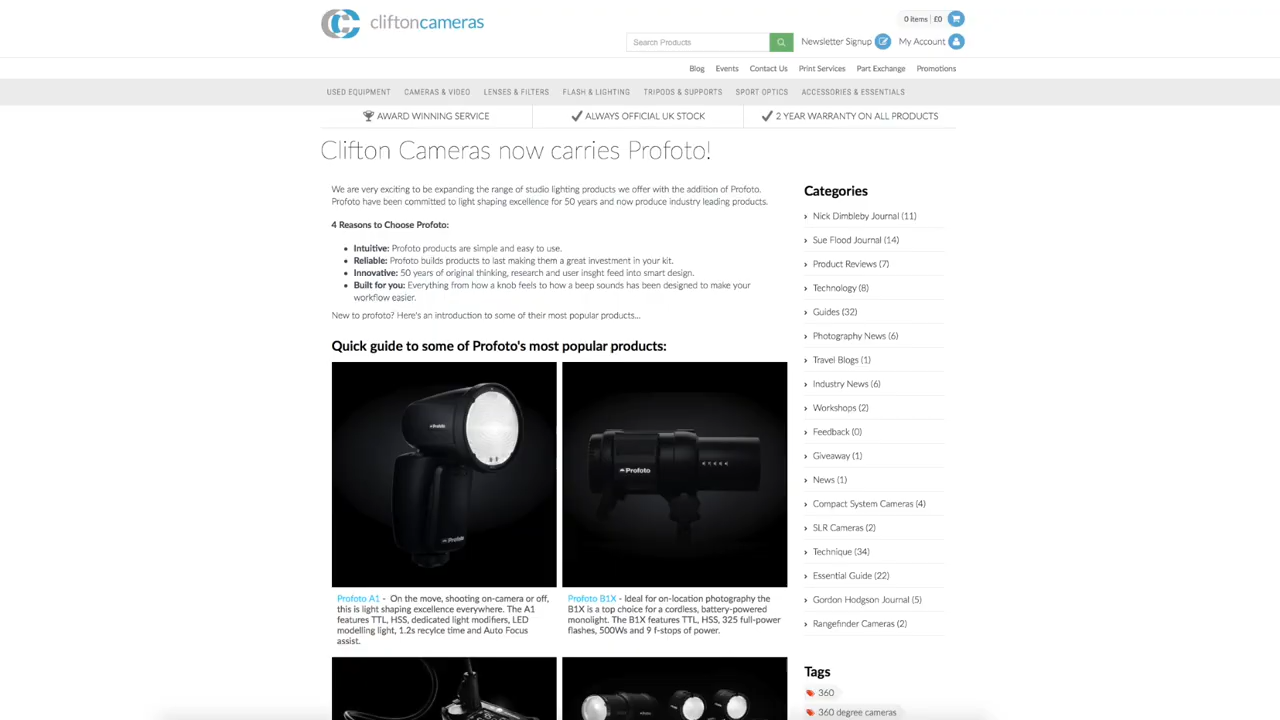 cliftoncameras
0 items | £0
Search Products
Newsletter Signup
My Account
Blog Events Contact Us Print Services Part Exchange Promotions
USED EQUIPMENT CAMERAS & VIDEO LENSES & FILTERS FLASH & LIGHTING TRIPODS & SUPPORTS SPORT OPTICS ACCESSORIES & ESSENTIALS
AWARD WINNING SERVICE ALWAYS OFFICIAL UK STOCK 2 YEAR WARRANTY ON ALL PRODUCTS
Clifton Cameras now carries Profoto!
We are very exciting to be expanding the range of studio lighting products we offer with the addition of Profoto.
Profoto have been committed to light shaping excellence for 50 years and now produce industry leading products.
4 Reasons to Choose Profoto:
Intuitive: Profoto products are simple and easy to use.
Reliable: Profoto builds products to last making them a great investment in your kit.
Innovative: 50 years of original thinking, research and user insght feed into smart design.
Built for you: Everything from how a knob feels to how a beep sounds has been designed to make your
workflow easier.
New to profoto? Here's an introduction to some of their most popular products...
Quick guide to some of Profoto's most popular products:
Profoto
Profoto
Profoto
Profoto A1 - On the move, shooting on-camera or off,
this is light shaping excellence everywhere. The A1
features TTL, HSS, dedicated light modifiers, LED
modelling light, 1.2s recylce time and Auto Focus
assist.
Profoto B1X - Ideal for on-location photography the
B1X is a top choice for a cordless, battery-powered
monolight. The B1X features TTL, HSS, 325 full-power
flashes, 500Ws and 9 f-stops of power.
Categories
Nick Dimbleby Journal (11)
Sue Flood Journal (14)
Product Reviews (7)
Technology (8)
Guides (32)
Photography News (6)
Travel Blogs (1)
Industry News (6)
Workshops (2)
Feedback (0)
Giveaway (1)
News (1)
Compact System Cameras (4)
SLR Cameras (2)
Technique (34)
Essential Guide (22)
Gordon Hodgson Journal (5)
Rangefinder Cameras (2)
Tags
360
360 degree cameras